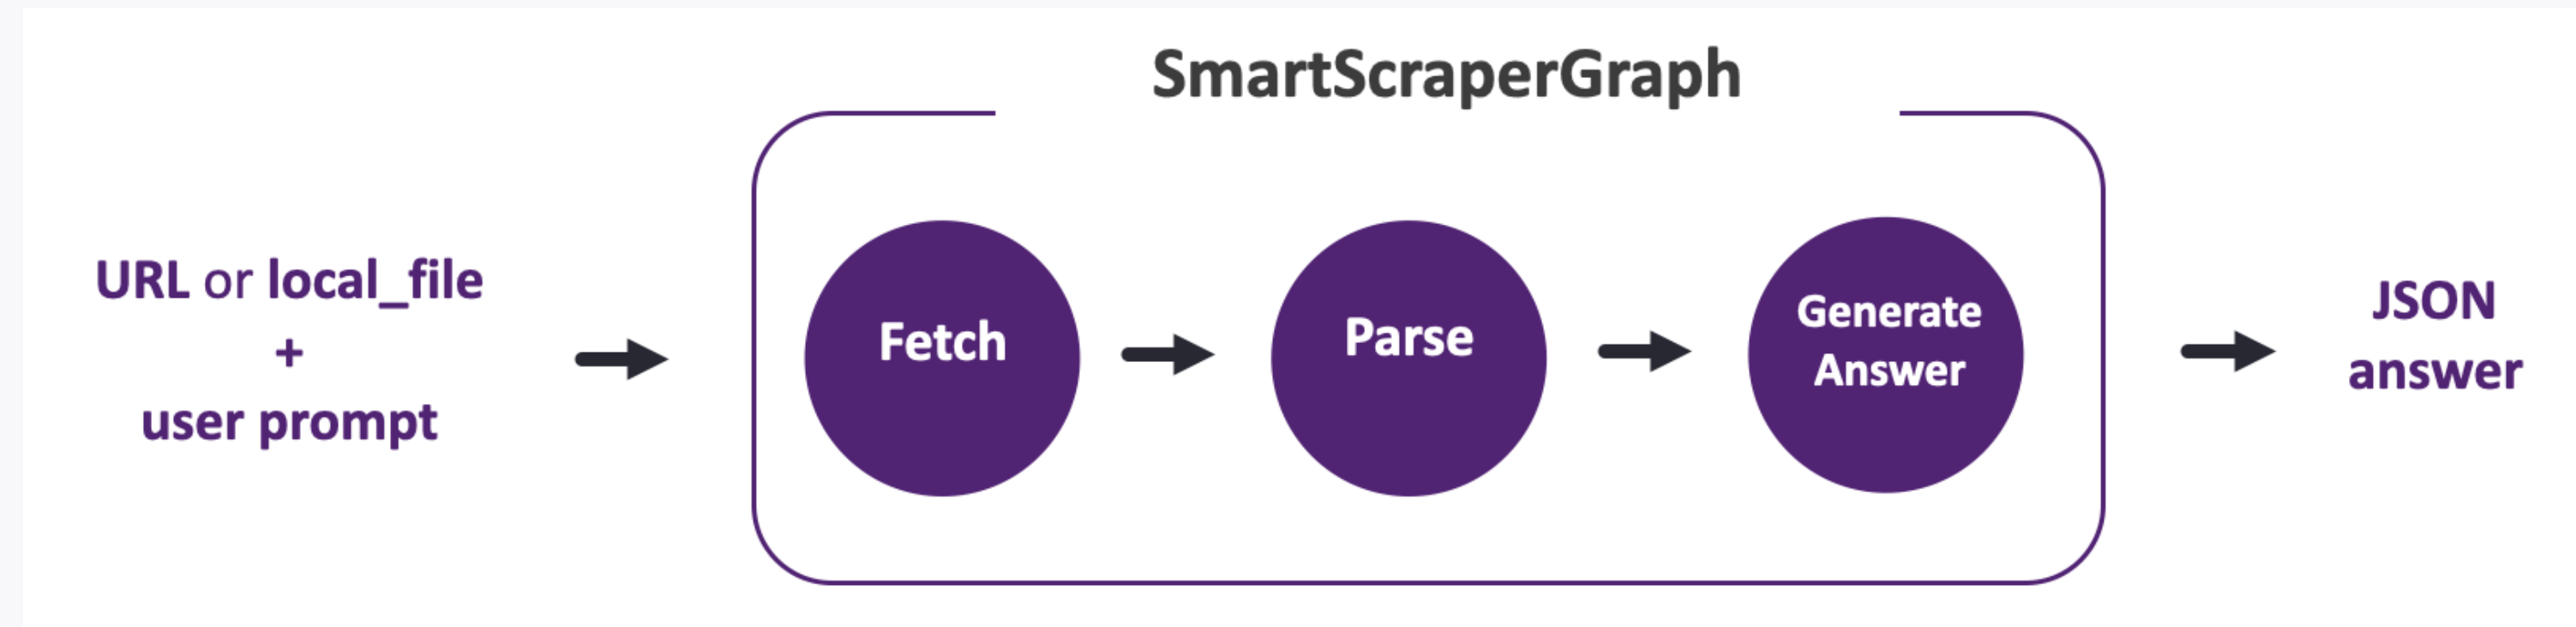 SmartScraperGraph
URL or local_file
+
user prompt
Fetch
Parse
Generate
Answer
JSON
answer